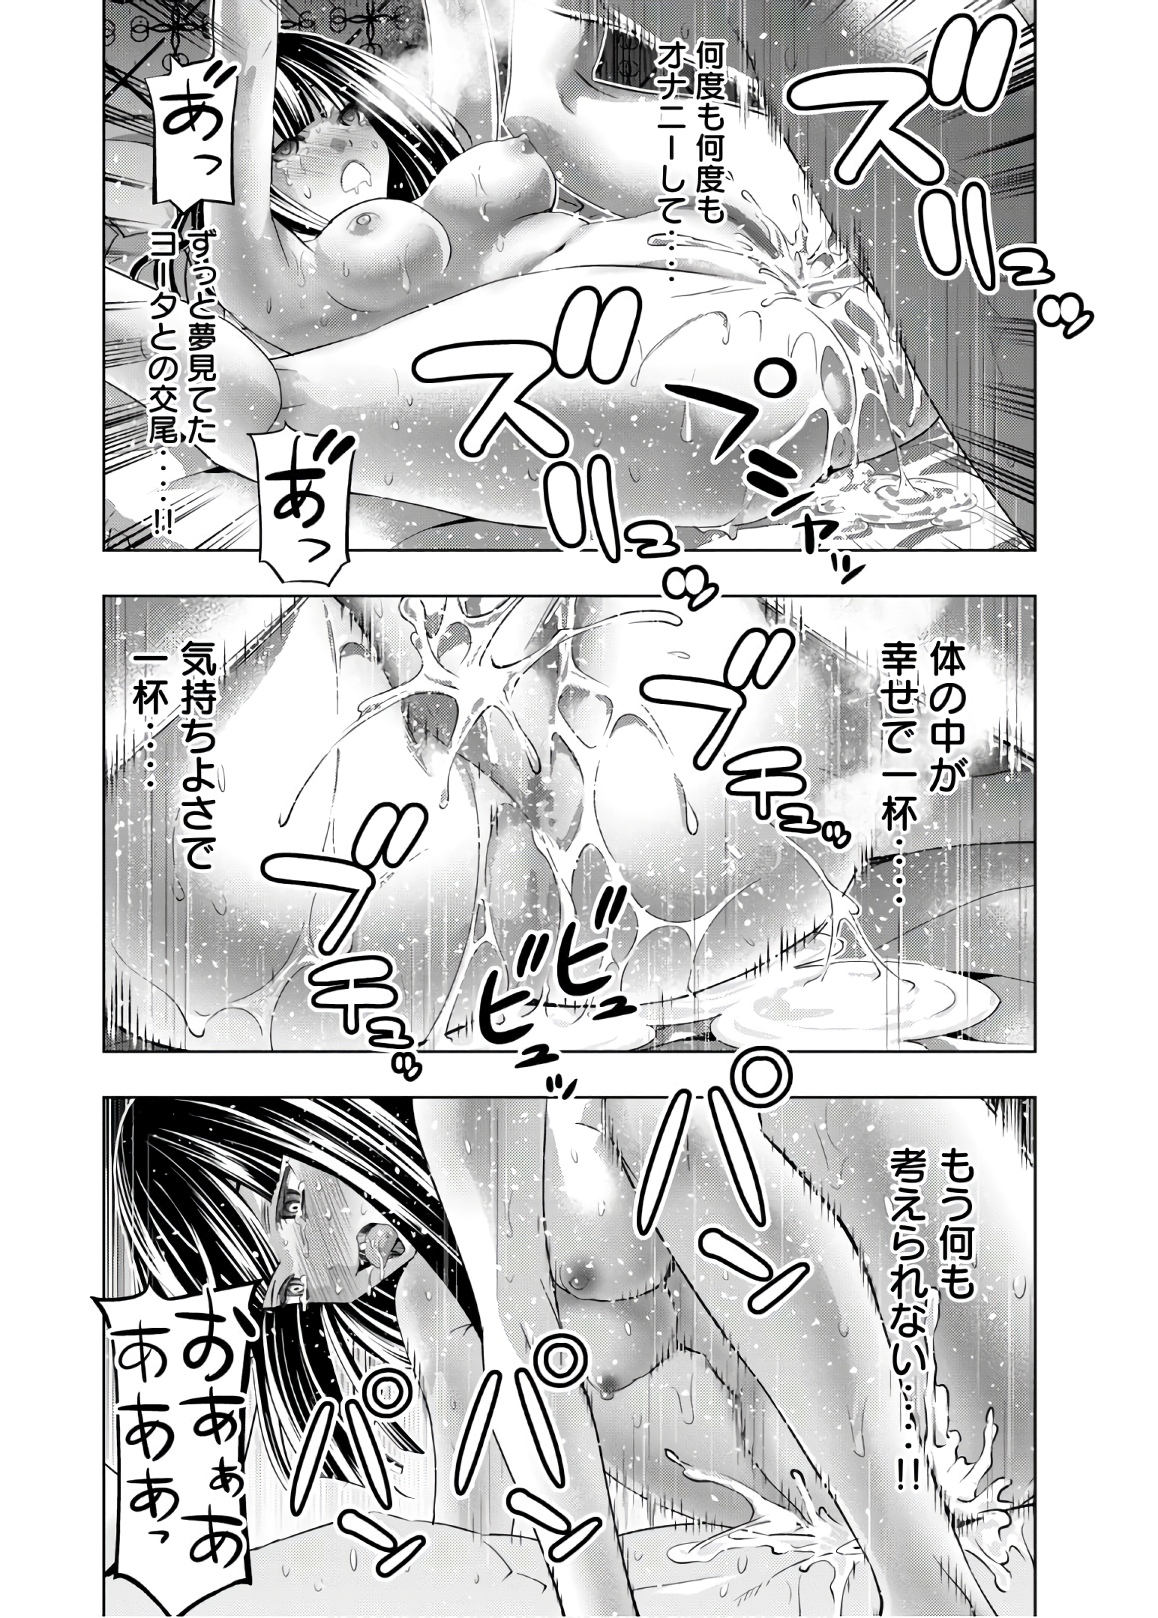 何度も何度も
オナニーして‥‥
ズ
ズリュッ
あっ
ずっと夢見てた
ヨータとの交尾‥‥!!
ズ
ズリュッ
プシャッ
あっ
体の中が
幸せで一杯‥‥
ブチュッ
気持ちよさで
一杯‥‥
ブチュッ
ビュ
ビュッ
もう何も
考えられない‥‥!!
パン
パン
パン
おあぁあ
ああああっ